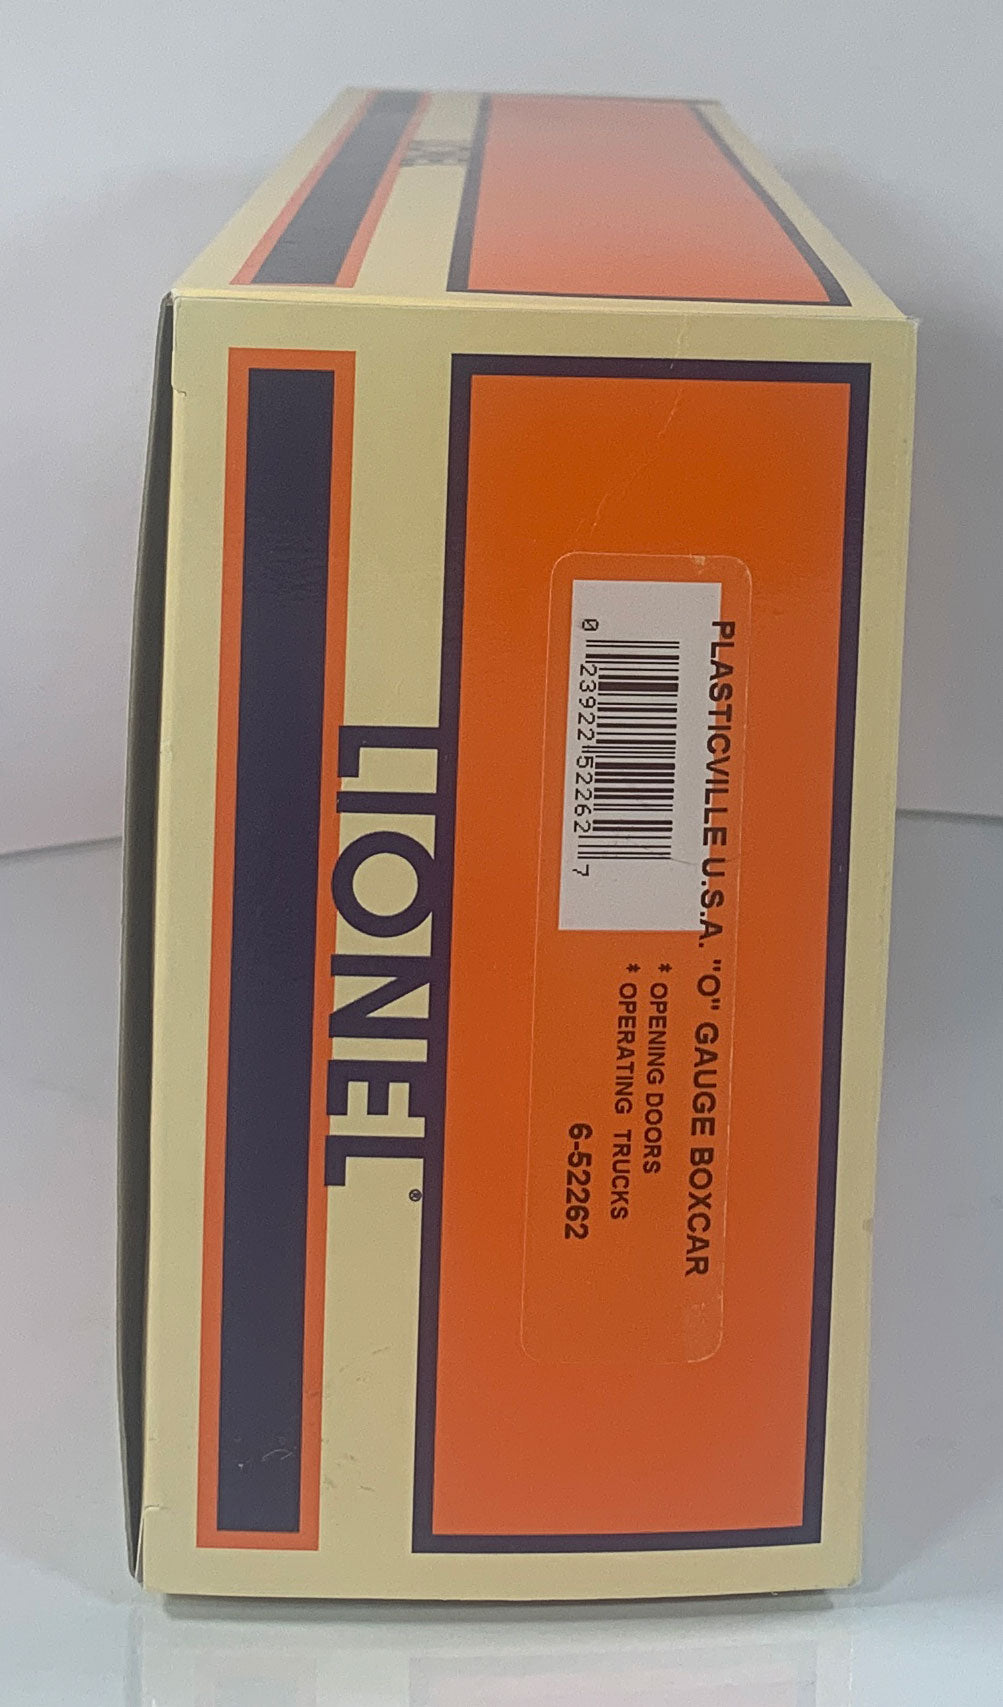 PLASTICVILLE U.S.A. "O" GAUGE BOXCAR
* OPENING DOORS
* OPERATING TRUCKS
6-52262
0 23922 52262 7
LIONEL®